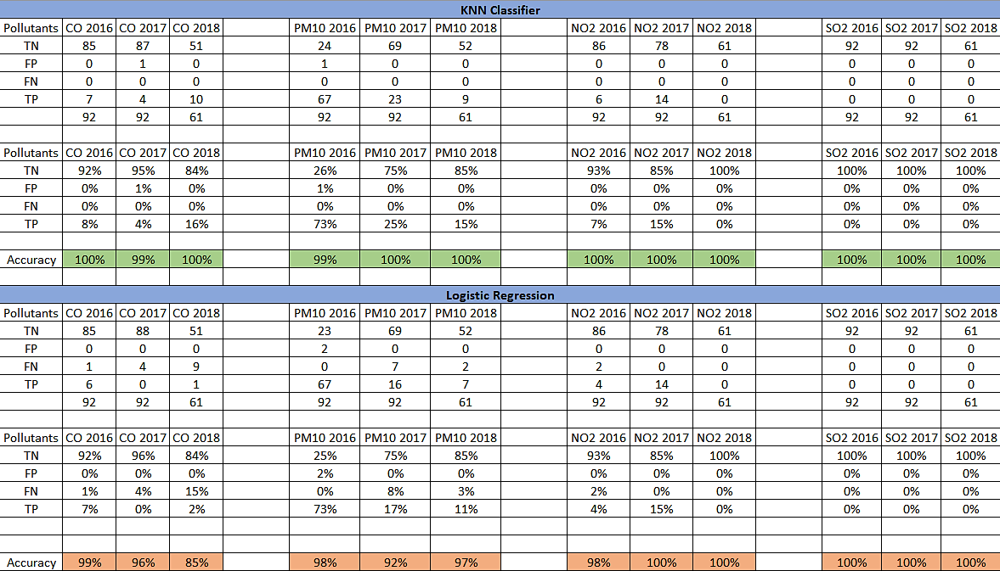 KNN Classifier
Pollutants CO 2016 CO 2017 CO 2018 PM10 2016 PM10 2017 PM10 2018 NO2 2016 NO2 2017 NO2 2018 SO2 2016 SO2 2017 SO2 2018
TN 85 87 51 24 69 52 86 78 61 92 92 61
FP 0 1 0 1 0 0 0 0 0 0 0 0
FN 0 0 0 0 0 0 0 0 0 0 0 0
TP 7 4 10 67 23 9 6 14 0 0 0 0
92 92 61 92 92 61 92 92 61 92 92 61
Pollutants CO 2016 CO 2017 CO 2018 PM10 2016 PM10 2017 PM10 2018 NO2 2016 NO2 2017 NO2 2018 SO2 2016 SO2 2017 SO2 2018
TN 92% 95% 84% 26% 75% 85% 93% 85% 100% 100% 100% 100%
FP 0% 1% 0% 1% 0% 0% 0% 0% 0% 0% 0% 0%
FN 0% 0% 0% 0% 0% 0% 0% 0% 0% 0% 0% 0%
TP 8% 4% 16% 73% 25% 15% 7% 15% 0% 0% 0% 0%
Accuracy 100% 99% 100% 99% 100% 100% 100% 100% 100% 100% 100% 100%
Logistic Regression
Pollutants CO 2016 CO 2017 CO 2018 PM10 2016 PM10 2017 PM10 2018 NO2 2016 NO2 2017 NO2 2018 SO2 2016 SO2 2017 SO2 2018
TN 85 88 51 23 69 52 86 78 61 92 92 61
FP 0 0 0 2 0 0 0 0 0 0 0 0
FN 1 4 9 0 7 2 2 0 0 0 0 0
TP 6 0 1 67 16 7 4 14 0 0 0 0
92 92 61 92 92 61 92 92 61 92 92 61
Pollutants CO 2016 CO 2017 CO 2018 PM10 2016 PM10 2017 PM10 2018 NO2 2016 NO2 2017 NO2 2018 SO2 2016 SO2 2017 SO2 2018
TN 92% 96% 84% 25% 75% 85% 93% 85% 100% 100% 100% 100%
FP 0% 0% 0% 2% 0% 0% 0% 0% 0% 0% 0% 0%
FN 1% 4% 15% 0% 8% 3% 2% 0% 0% 0% 0% 0%
TP 7% 0% 2% 73% 17% 11% 4% 15% 0% 0% 0% 0%
Accuracy 99% 96% 85% 98% 92% 97% 98% 100% 100% 100% 100% 100%